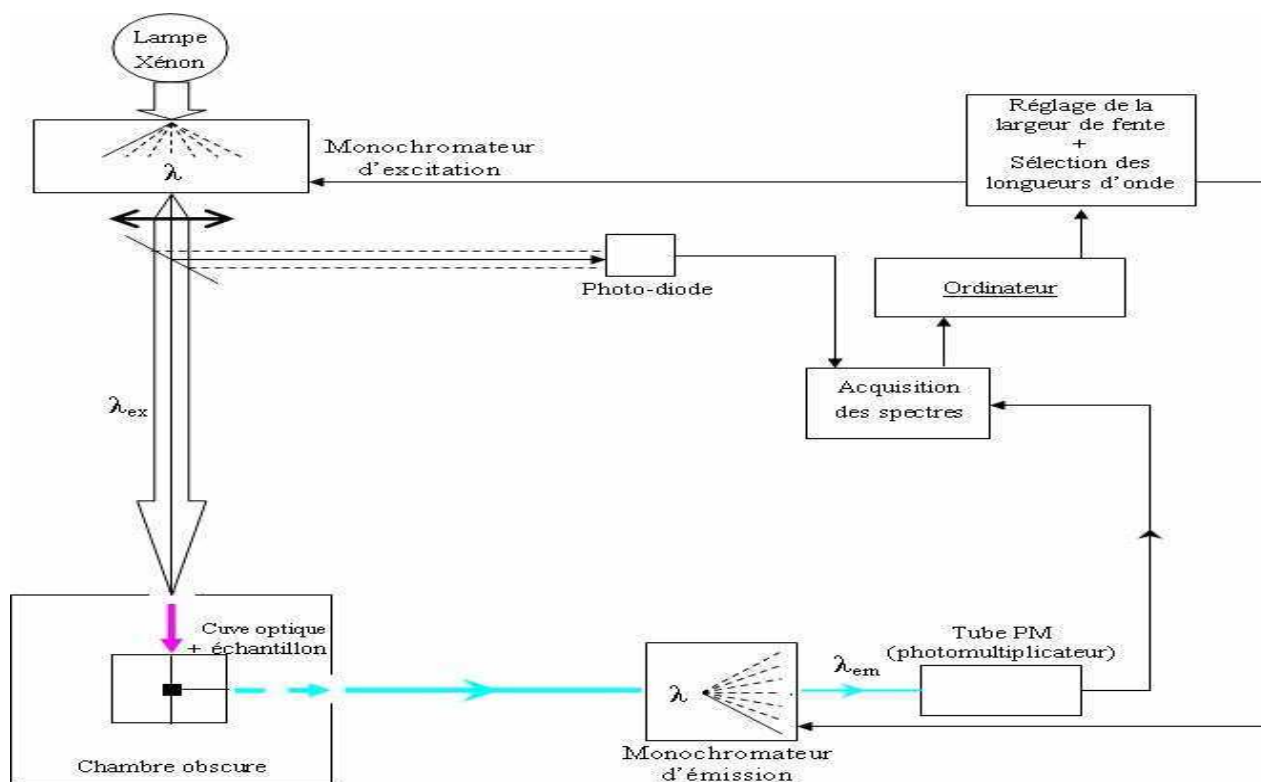 Lampe
Xénon
Réglage de la
largeur de fente
+
Sélection des
longueurs d'onde
Monochromateur
d'excitation
λ
Photo-diode
Ordinateur
Acquisition
des spectres
λex
Cuve optique
+ échantillon
Tube PM
(photomultiplicateur)
λem
λ
Monochromateur
d'émission
Chambre obscure